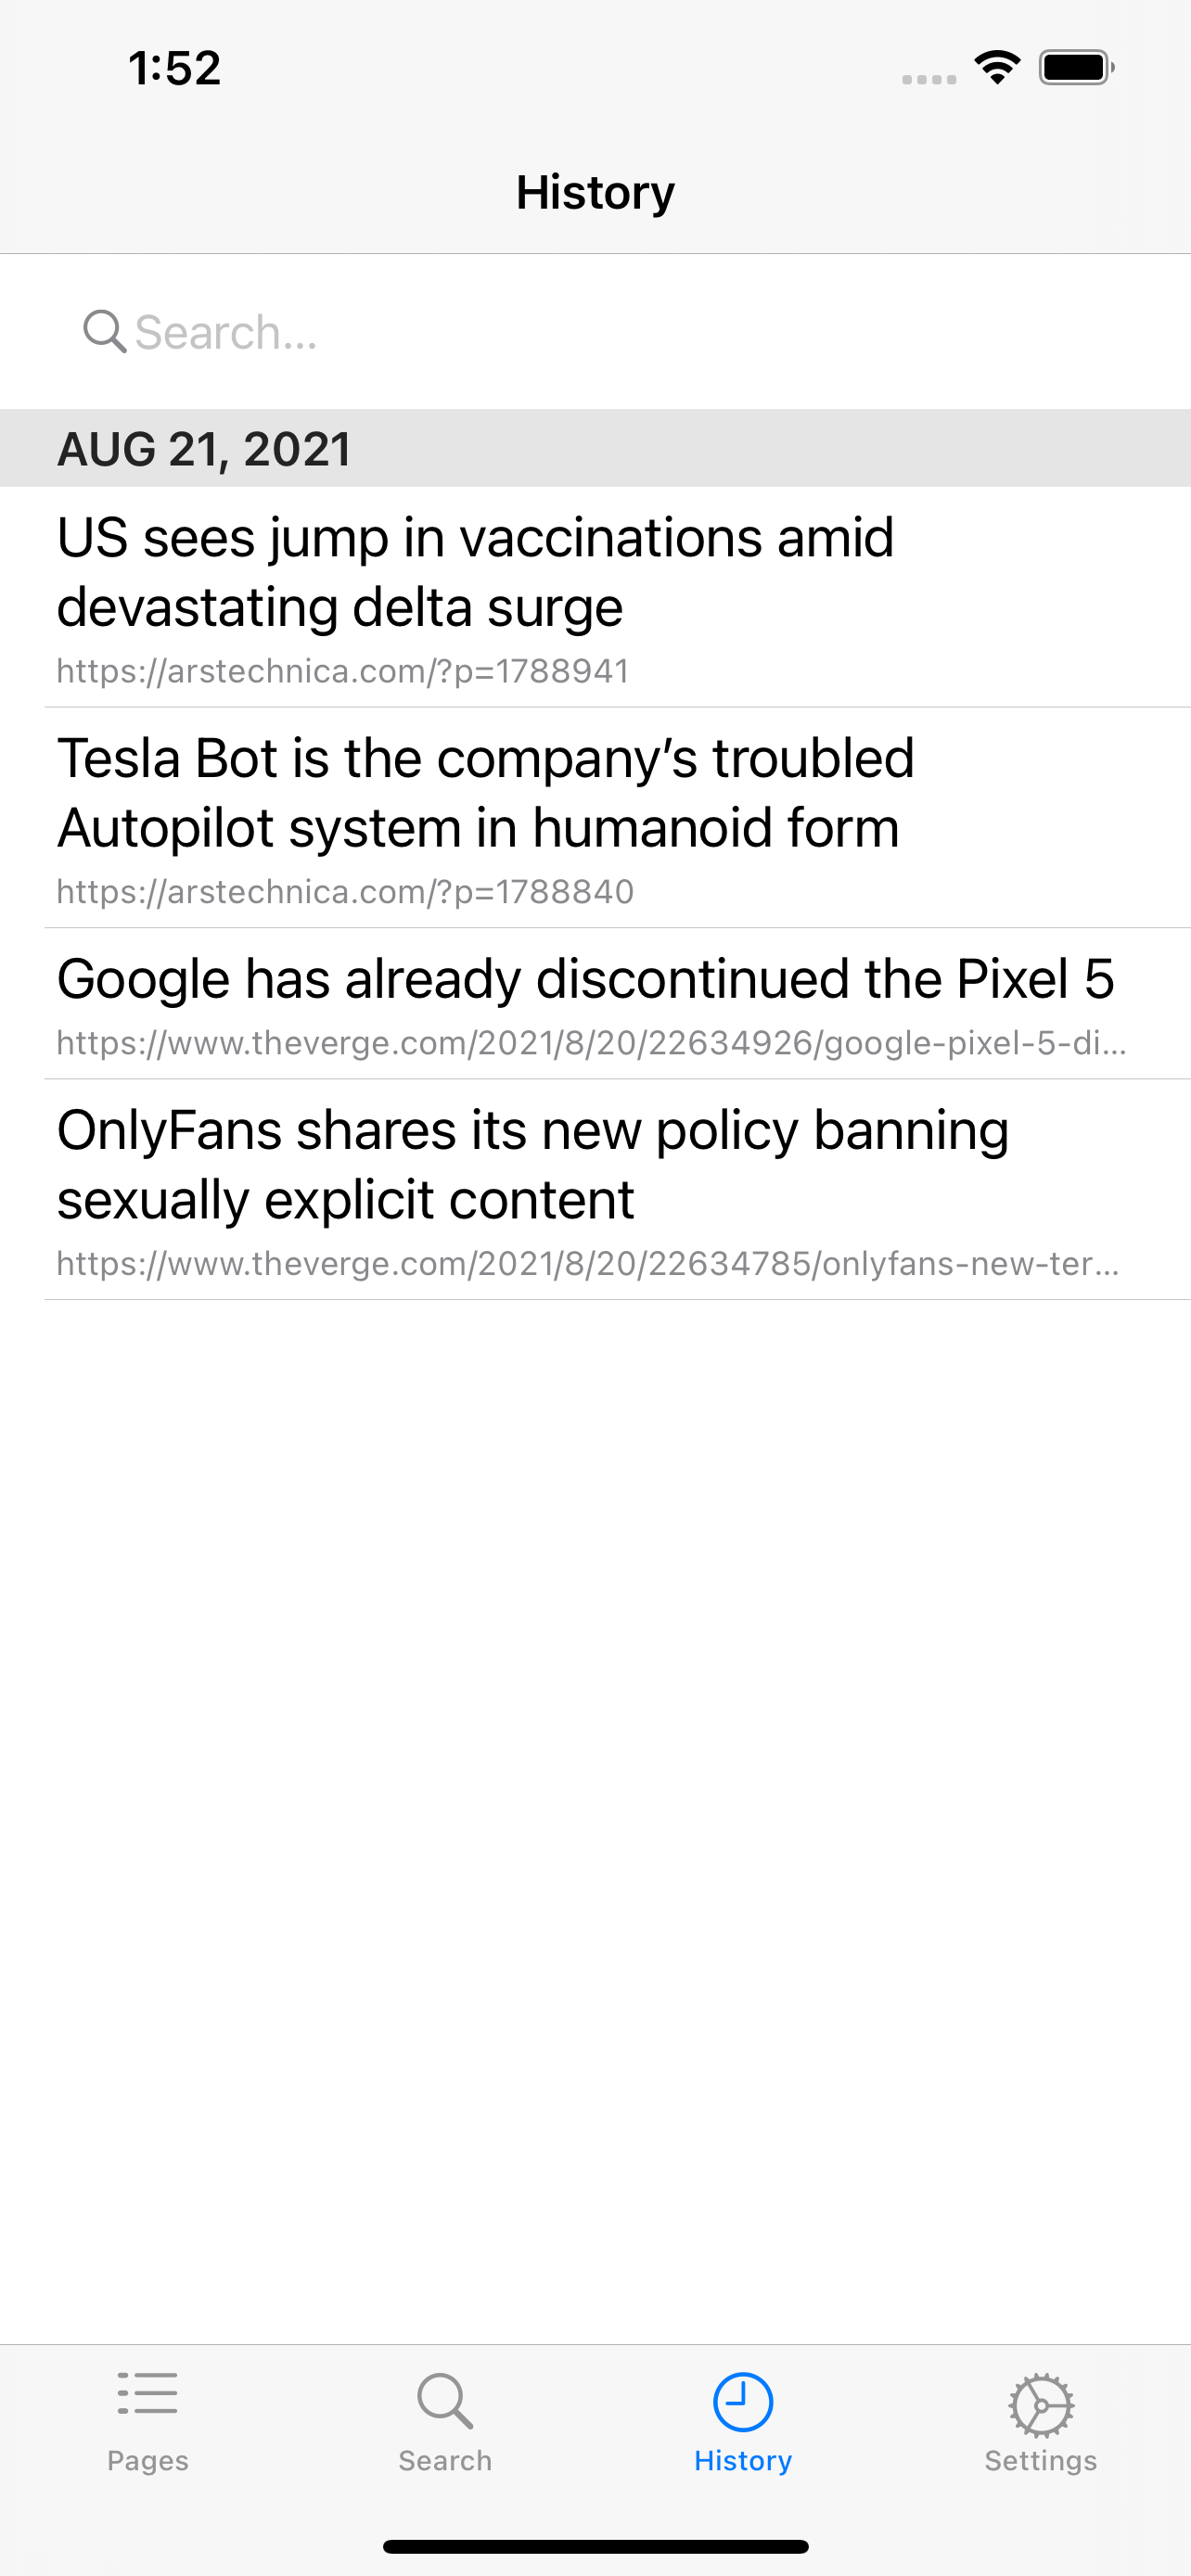 1:52
History
Search...
AUG 21, 2021
US sees jump in vaccinations amid
devastating delta surge
https://arstechnica.com/?p=1788941
Tesla Bot is the company’s troubled
Autopilot system in humanoid form
https://arstechnica.com/?p=1788840
Google has already discontinued the Pixel 5
https://www.theverge.com/2021/8/20/22634926/google-pixel-5-di...
OnlyFans shares its new policy banning
sexually explicit content
https://www.theverge.com/2021/8/20/22634785/onlyfans-new-ter...
Pages
Search
History
Settings